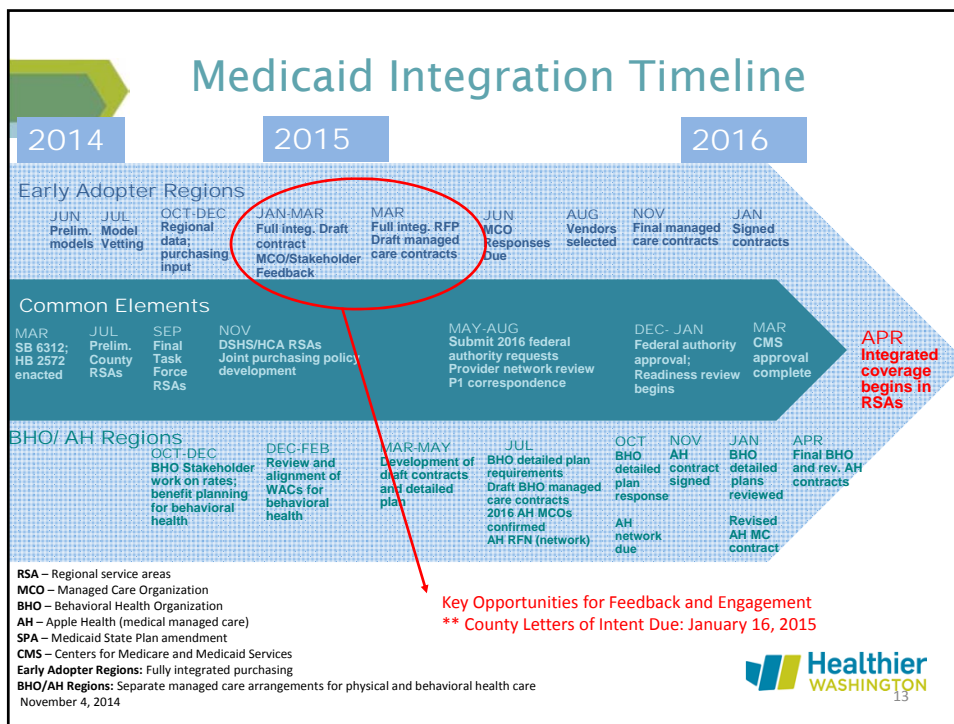 Medicaid Integration Timeline
2014
2015
2016
Early Adopter Regions
JUN
Prelim.
models
JUL
Model
Vetting
OCT-DEC
Regional
data;
purchasing
input
JAN-MAR
Full integ. Draft
contract
MCO/Stakeholder
Feedback
MAR
Full integ. RFP
Draft managed
care contracts
JUN
MCO
Responses
Due
AUG
Vendors
selected
NOV
Final managed
care contracts
JAN
Signed
contracts
Common Elements
MAR
SB 6312;
HB 2572
enacted
JUL
Prelim.
County
RSAs
SEP
Final
Task
Force
RSAs
NOV
DSHS/HCA RSAs
Joint purchasing policy
development
MAY-AUG
Submit 2016 federal
authority requests
Provider network review
P1 correspondence
DEC- JAN
Federal authority
approval;
Readiness review
begins
MAR
CMS
approval
complete
APR
Integrated
coverage
begins in
RSAs
BHO/ AH Regions
OCT-DEC
BHO Stakeholder
work on rates;
benefit planning
for behavioral
health
DEC-FEB
Review and
alignment of
WACs for
behavioral
health
MAR-MAY
Development of
draft contracts
and detailed
plan
JUL
BHO detailed plan
requirements
Draft BHO managed
care contracts
2016 AH MCOs
confirmed
AH RFN (network)
OCT
BHO
detailed
plan
response
AH
network
due
NOV
AH
contract
signed
JAN
BHO
detailed
plans
reviewed
Revised
AH MC
contract
APR
Final BHO
and rev. AH
contracts
RSA – Regional service areas
MCO – Managed Care Organization
BHO – Behavioral Health Organization
AH – Apple Health (medical managed care)
SPA – Medicaid State Plan amendment
CMS – Centers for Medicare and Medicaid Services
Early Adopter Regions: Fully integrated purchasing
BHO/AH Regions: Separate managed care arrangements for physical and behavioral health care
November 4, 2014
Key Opportunities for Feedback and Engagement
** County Letters of Intent Due: January 16, 2015
Healthier
WASHINGTON
13